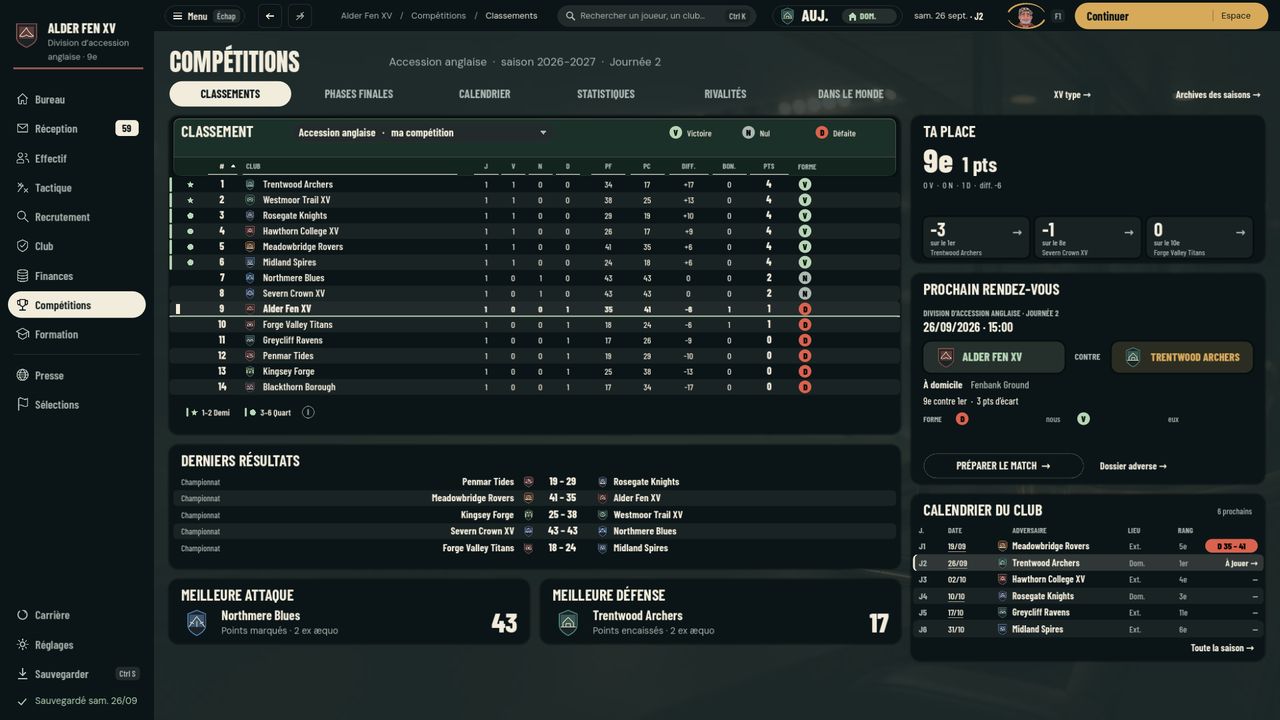 ALDER FEN XV
Division d'accession
anglaise · 9e
Menu Échap
Alder Fen XV / Compétitions / Classements
Rechercher un joueur, un club... Ctrl K
AUJ. DOM.
sam. 26 sept. · J2
F1
Continuer Espace
Bureau
Réception 59
Effectif
Tactique
Recrutement
Club
Finances
Compétitions
Formation
Presse
Sélections
Carrière
Réglages
Sauvegarder Ctrl S
Sauvegardé sam. 26/09
COMPÉTITIONS
Accession anglaise · saison 2026-2027 · Journée 2
CLASSEMENTS PHASES FINALES CALENDRIER STATISTIQUES RIVALITÉS DANS LE MONDE
XV type → Archives des saisons →
CLASSEMENT
Accession anglaise · ma compétition
V Victoire N Nul D Défaite
# CLUB J V N D PF PC DIFF. BON. PTS FORME
1 Trentwood Archers 1 1 0 0 34 17 +17 0 4 V
2 Westmoor Trail XV 1 1 0 0 38 25 +13 0 4 V
3 Rosegate Knights 1 1 0 0 29 19 +10 0 4 V
4 Hawthorn College XV 1 1 0 0 26 17 +9 0 4 V
5 Meadowbridge Rovers 1 1 0 0 41 35 +6 0 4 V
6 Midland Spires 1 1 0 0 24 18 +6 0 4 V
7 Northmere Blues 1 0 1 0 43 43 0 0 2 N
8 Severn Crown XV 1 0 1 0 43 43 0 0 2 N
9 Alder Fen XV 1 0 0 1 35 41 -6 1 1 D
10 Forge Valley Titans 1 0 0 1 18 24 -6 1 1 D
11 Greycliff Ravens 1 0 0 1 17 26 -9 0 0 D
12 Penmar Tides 1 0 0 1 19 29 -10 0 0 D
13 Kingsey Forge 1 0 0 1 25 38 -13 0 0 D
14 Blackthorn Borough 1 0 0 1 17 34 -17 0 0 D
1-2 Demi 3-6 Quart i
DERNIERS RÉSULTATS
Championnat Penmar Tides 19 – 29 Rosegate Knights
Championnat Meadowbridge Rovers 41 – 35 Alder Fen XV
Championnat Kingsey Forge 25 – 38 Westmoor Trail XV
Championnat Severn Crown XV 43 – 43 Northmere Blues
Championnat Forge Valley Titans 18 – 24 Midland Spires
MEILLEURE ATTAQUE
Northmere Blues
Points marqués · 2 ex æquo
43
MEILLEURE DÉFENSE
Trentwood Archers
Points encaissés · 2 ex æquo
17
TA PLACE
9e 1 pts
0 V · 0 N · 1 D · diff. -6
-3 →
sur le 1er
Trentwood Archers
-1 →
sur le 8e
Severn Crown XV
0 →
sur le 10e
Forge Valley Titans
PROCHAIN RENDEZ-VOUS
DIVISION D'ACCESSION ANGLAISE · JOURNÉE 2
26/09/2026 · 15:00
ALDER FEN XV CONTRE TRENTWOOD ARCHERS
À domicile Fenbank Ground
9e contre 1er · 3 pts d'écart
FORME D nous V eux
PRÉPARER LE MATCH → Dossier adverse →
CALENDRIER DU CLUB 6 prochains
J. DATE ADVERSAIRE LIEU RANG
J1 19/09 Meadowbridge Rovers Ext. 5e D 35 – 41
J2 26/09 Trentwood Archers Dom. 1er À jouer →
J3 02/10 Hawthorn College XV Ext. 4e –
J4 10/10 Rosegate Knights Dom. 3e –
J5 17/10 Greycliff Ravens Ext. 11e –
J6 31/10 Midland Spires Ext. 6e –
Toute la saison →